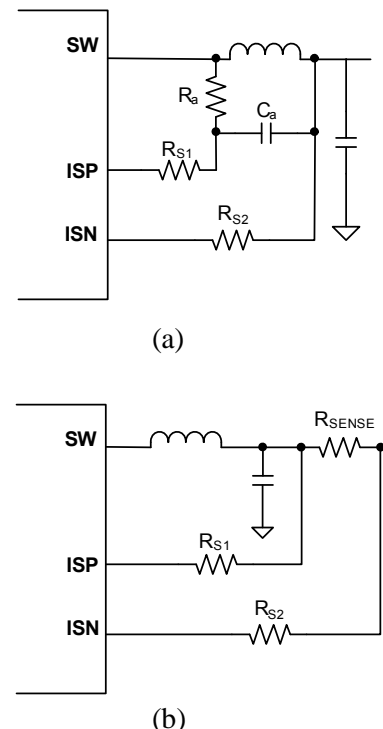 SW
Ra
Ca
RS1
ISP
RS2
ISN
(a)
RSENSE
SW
RS1
ISP
RS2
ISN
(b)